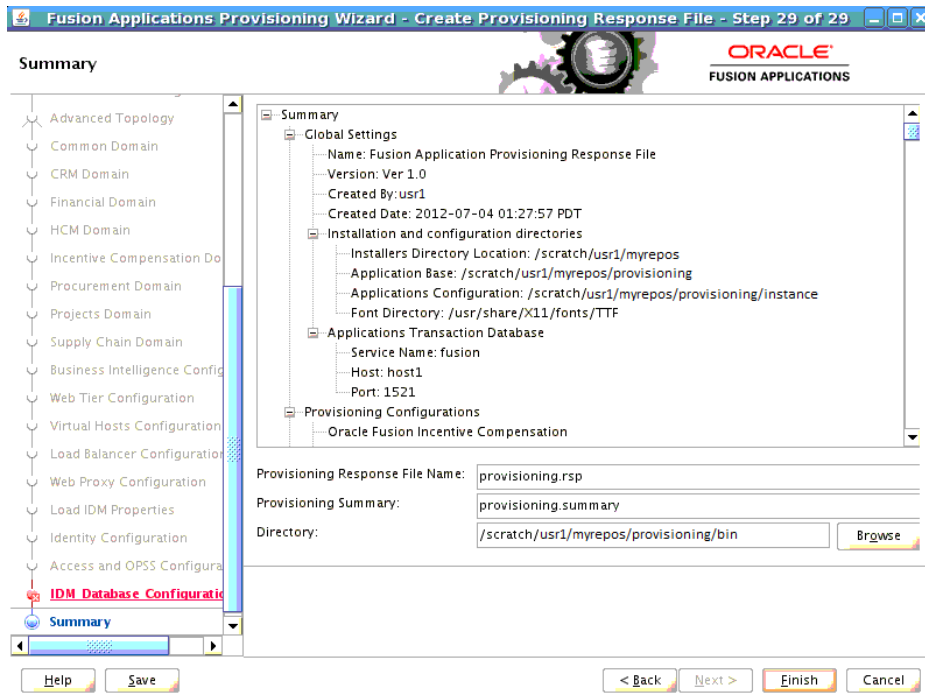 Fusion Applications Provisioning Wizard - Create Provisioning Response File - Step 29 of 29
Summary
ORACLE
FUSION APPLICATIONS
Advanced Topology
Common Domain
CRM Domain
Financial Domain
HCM Domain
Incentive Compensation Do
Procurement Domain
Projects Domain
Supply Chain Domain
Business Intelligence Config
Web Tier Configuration
Virtual Hosts Configuration
Load Balancer Configuration
Web Proxy Configuration
Load IDM Properties
Identity Configuration
Access and OPSS Configura
IDM Database Configuratio
Summary
Summary
Global Settings
Name: Fusion Application Provisioning Response File
Version: Ver 1.0
Created By: usr1
Created Date: 2012-07-04 01:27:57 PDT
Installation and configuration directories
Installers Directory Location: /scratch/usr1/myrepos
Application Base: /scratch/usr1/myrepos/provisioning
Applications Configuration: /scratch/usr1/myrepos/provisioning/instance
Font Directory: /usr/share/X11/fonts/TTF
Applications Transaction Database
Service Name: fusion
Host: host1
Port: 1521
Provisioning Configurations
Oracle Fusion Incentive Compensation
Provisioning Response File Name: provisioning.rsp
Provisioning Summary: provisioning.summary
Directory: /scratch/usr1/myrepos/provisioning/bin Browse
Help Save < Back Next > Finish Cancel